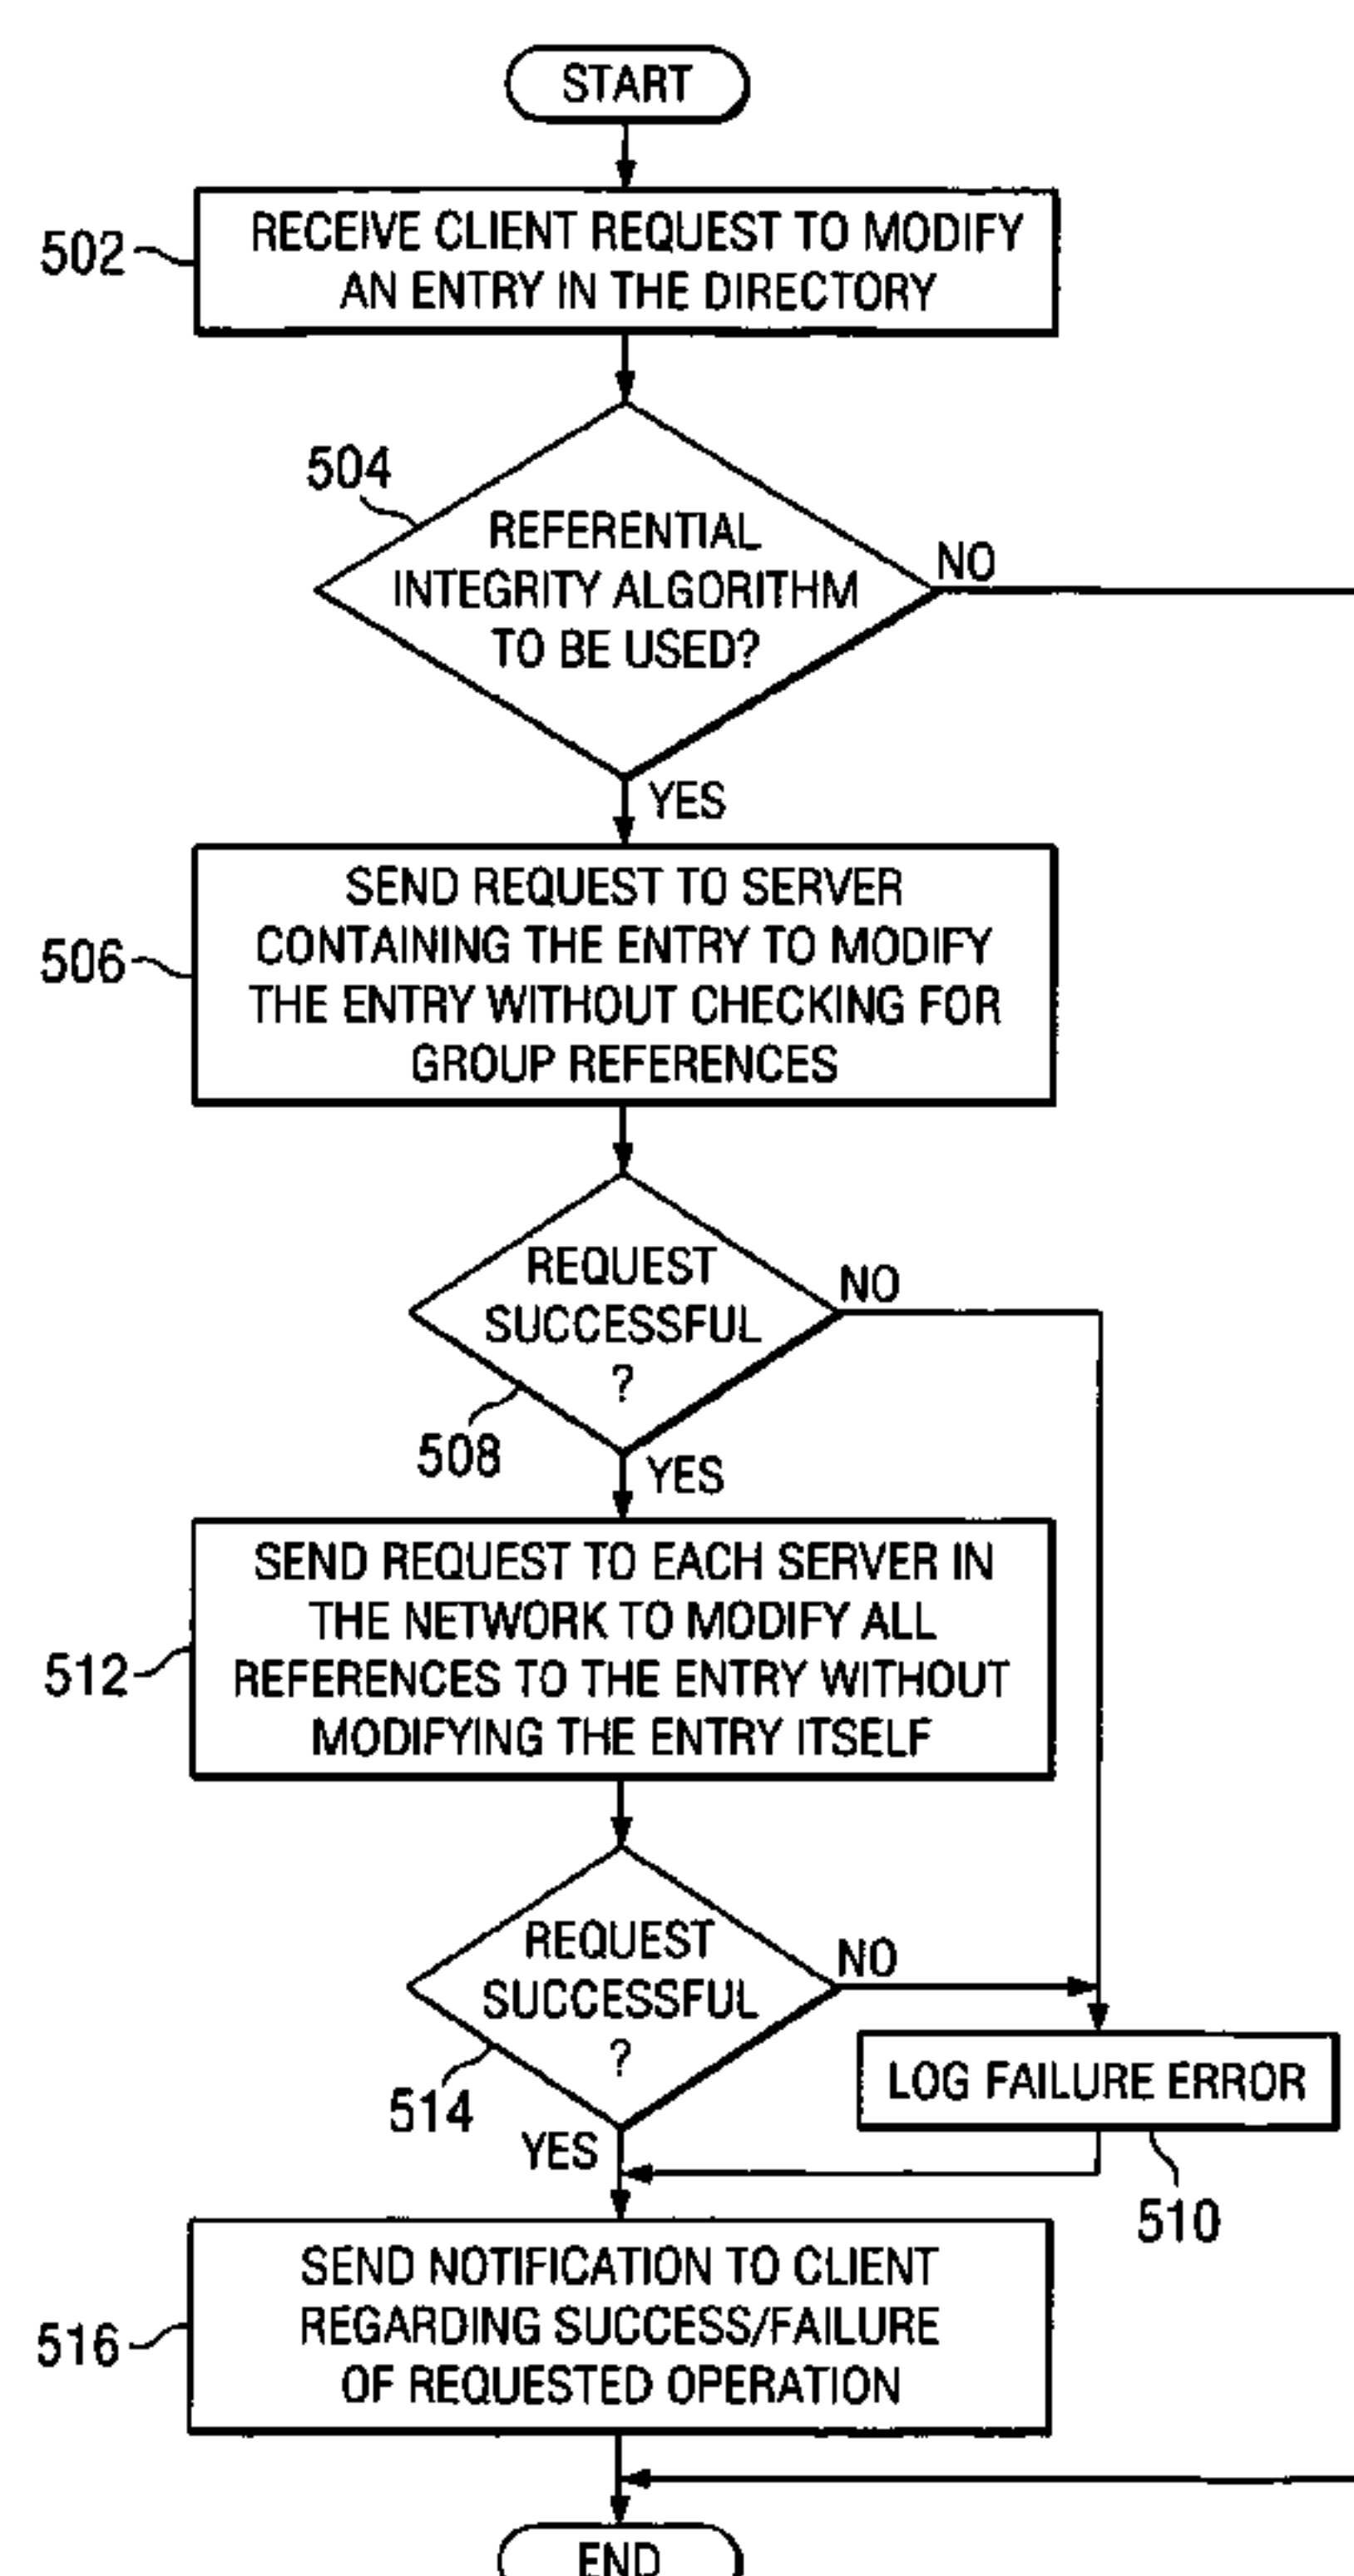 START
502
RECEIVE CLIENT REQUEST TO MODIFY
AN ENTRY IN THE DIRECTORY
504
REFERENTIAL
INTEGRITY ALGORITHM
TO BE USED?
NO
YES
506
SEND REQUEST TO SERVER
CONTAINING THE ENTRY TO MODIFY
THE ENTRY WITHOUT CHECKING FOR
GROUP REFERENCES
REQUEST
SUCCESSFUL
?
NO
508
YES
512
SEND REQUEST TO EACH SERVER IN
THE NETWORK TO MODIFY ALL
REFERENCES TO THE ENTRY WITHOUT
MODIFYING THE ENTRY ITSELF
REQUEST
SUCCESSFUL
?
NO
514
YES
LOG FAILURE ERROR
510
516
SEND NOTIFICATION TO CLIENT
REGARDING SUCCESS/FAILURE
OF REQUESTED OPERATION
END